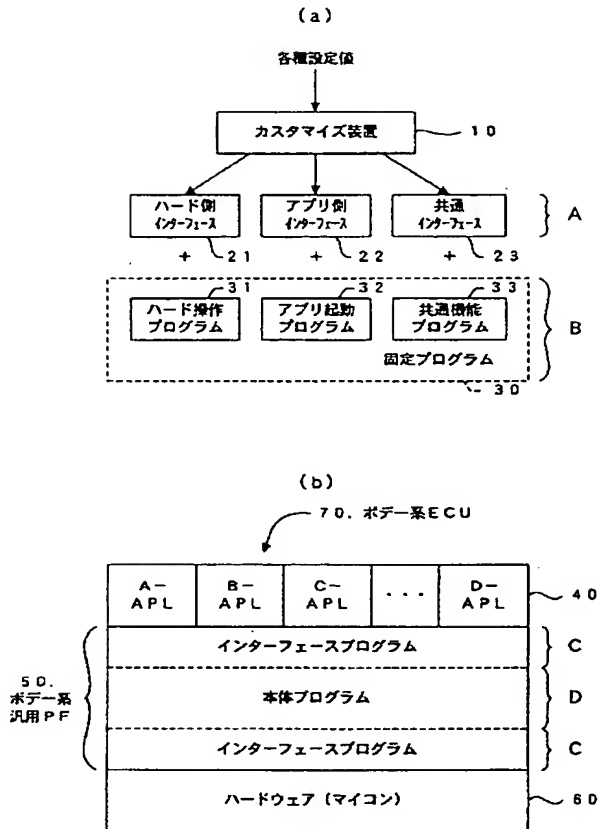 (a)
各種設定値
カスタマイズ装置
10
ハード側
インターフェース
アプリ側
インターフェース
共通
インターフェース
A
+
21
+
22
+
23
31
32
33
ハード操作
プログラム
アプリ起動
プログラム
共通機能
プログラム
B
固定プログラム
30
(b)
70. ボデー系ECU
A-
APL
B-
APL
C-
APL
...
D-
APL
40
インターフェースプログラム
C
50.
ボデー系
汎用PF
本体プログラム
D
インターフェースプログラム
C
ハードウェア(マイコン)
60